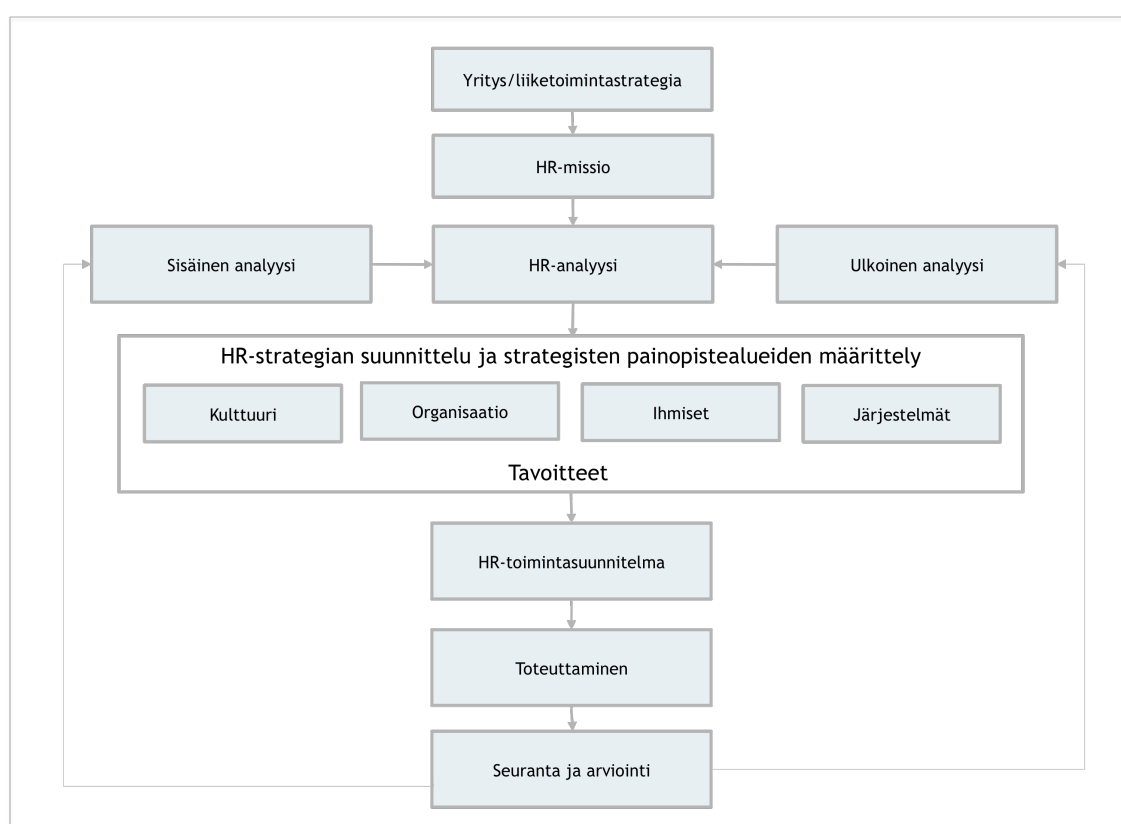 Yritys/liiketoimintastrategia
HR-missio
Sisäinen analyysi
HR-analyysi
Ulkoinen analyysi
HR-strategian suunnittelu ja strategisten painopistealueiden määrittely
Kulttuuri
Organisaatio
Ihmiset
Järjestelmät
Tavoitteet
HR-toimintasuunnitelma
Toteuttaminen
Seuranta ja arviointi